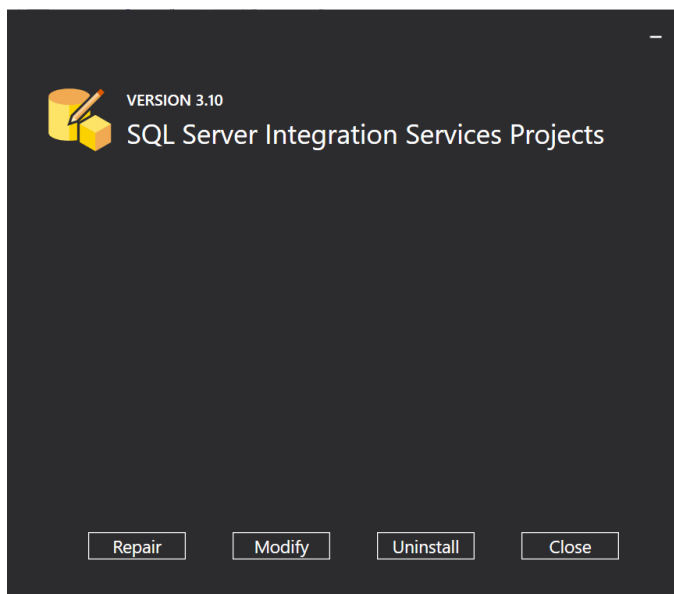 VERSION 3.10
SQL Server Integration Services Projects
Repair Modify Uninstall Close